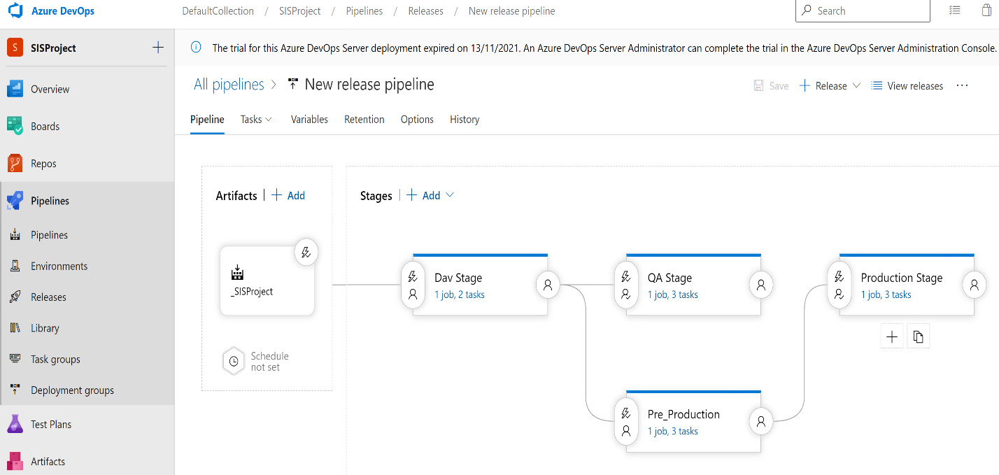 Azure DevOps
DefaultCollection / SISProject / Pipelines / Releases / New release pipeline
Search
S SISProject
The trial for this Azure DevOps Server deployment expired on 13/11/2021. An Azure DevOps Server Administrator can complete the trial in the Azure DevOps Server Administration Console.
Overview
Boards
Repos
Pipelines
Pipelines
Environments
Releases
Library
Task groups
Deployment groups
Test Plans
Artifacts
All pipelines > New release pipeline
Save + Release View releases ...
Pipeline Tasks Variables Retention Options History
Artifacts | + Add
_SISProject
Schedule
not set
Stages | + Add
Dav Stage
1 job, 2 tasks
QA Stage
1 job, 3 tasks
Production Stage
1 job, 3 tasks
Pre_Production
1 job, 3 tasks